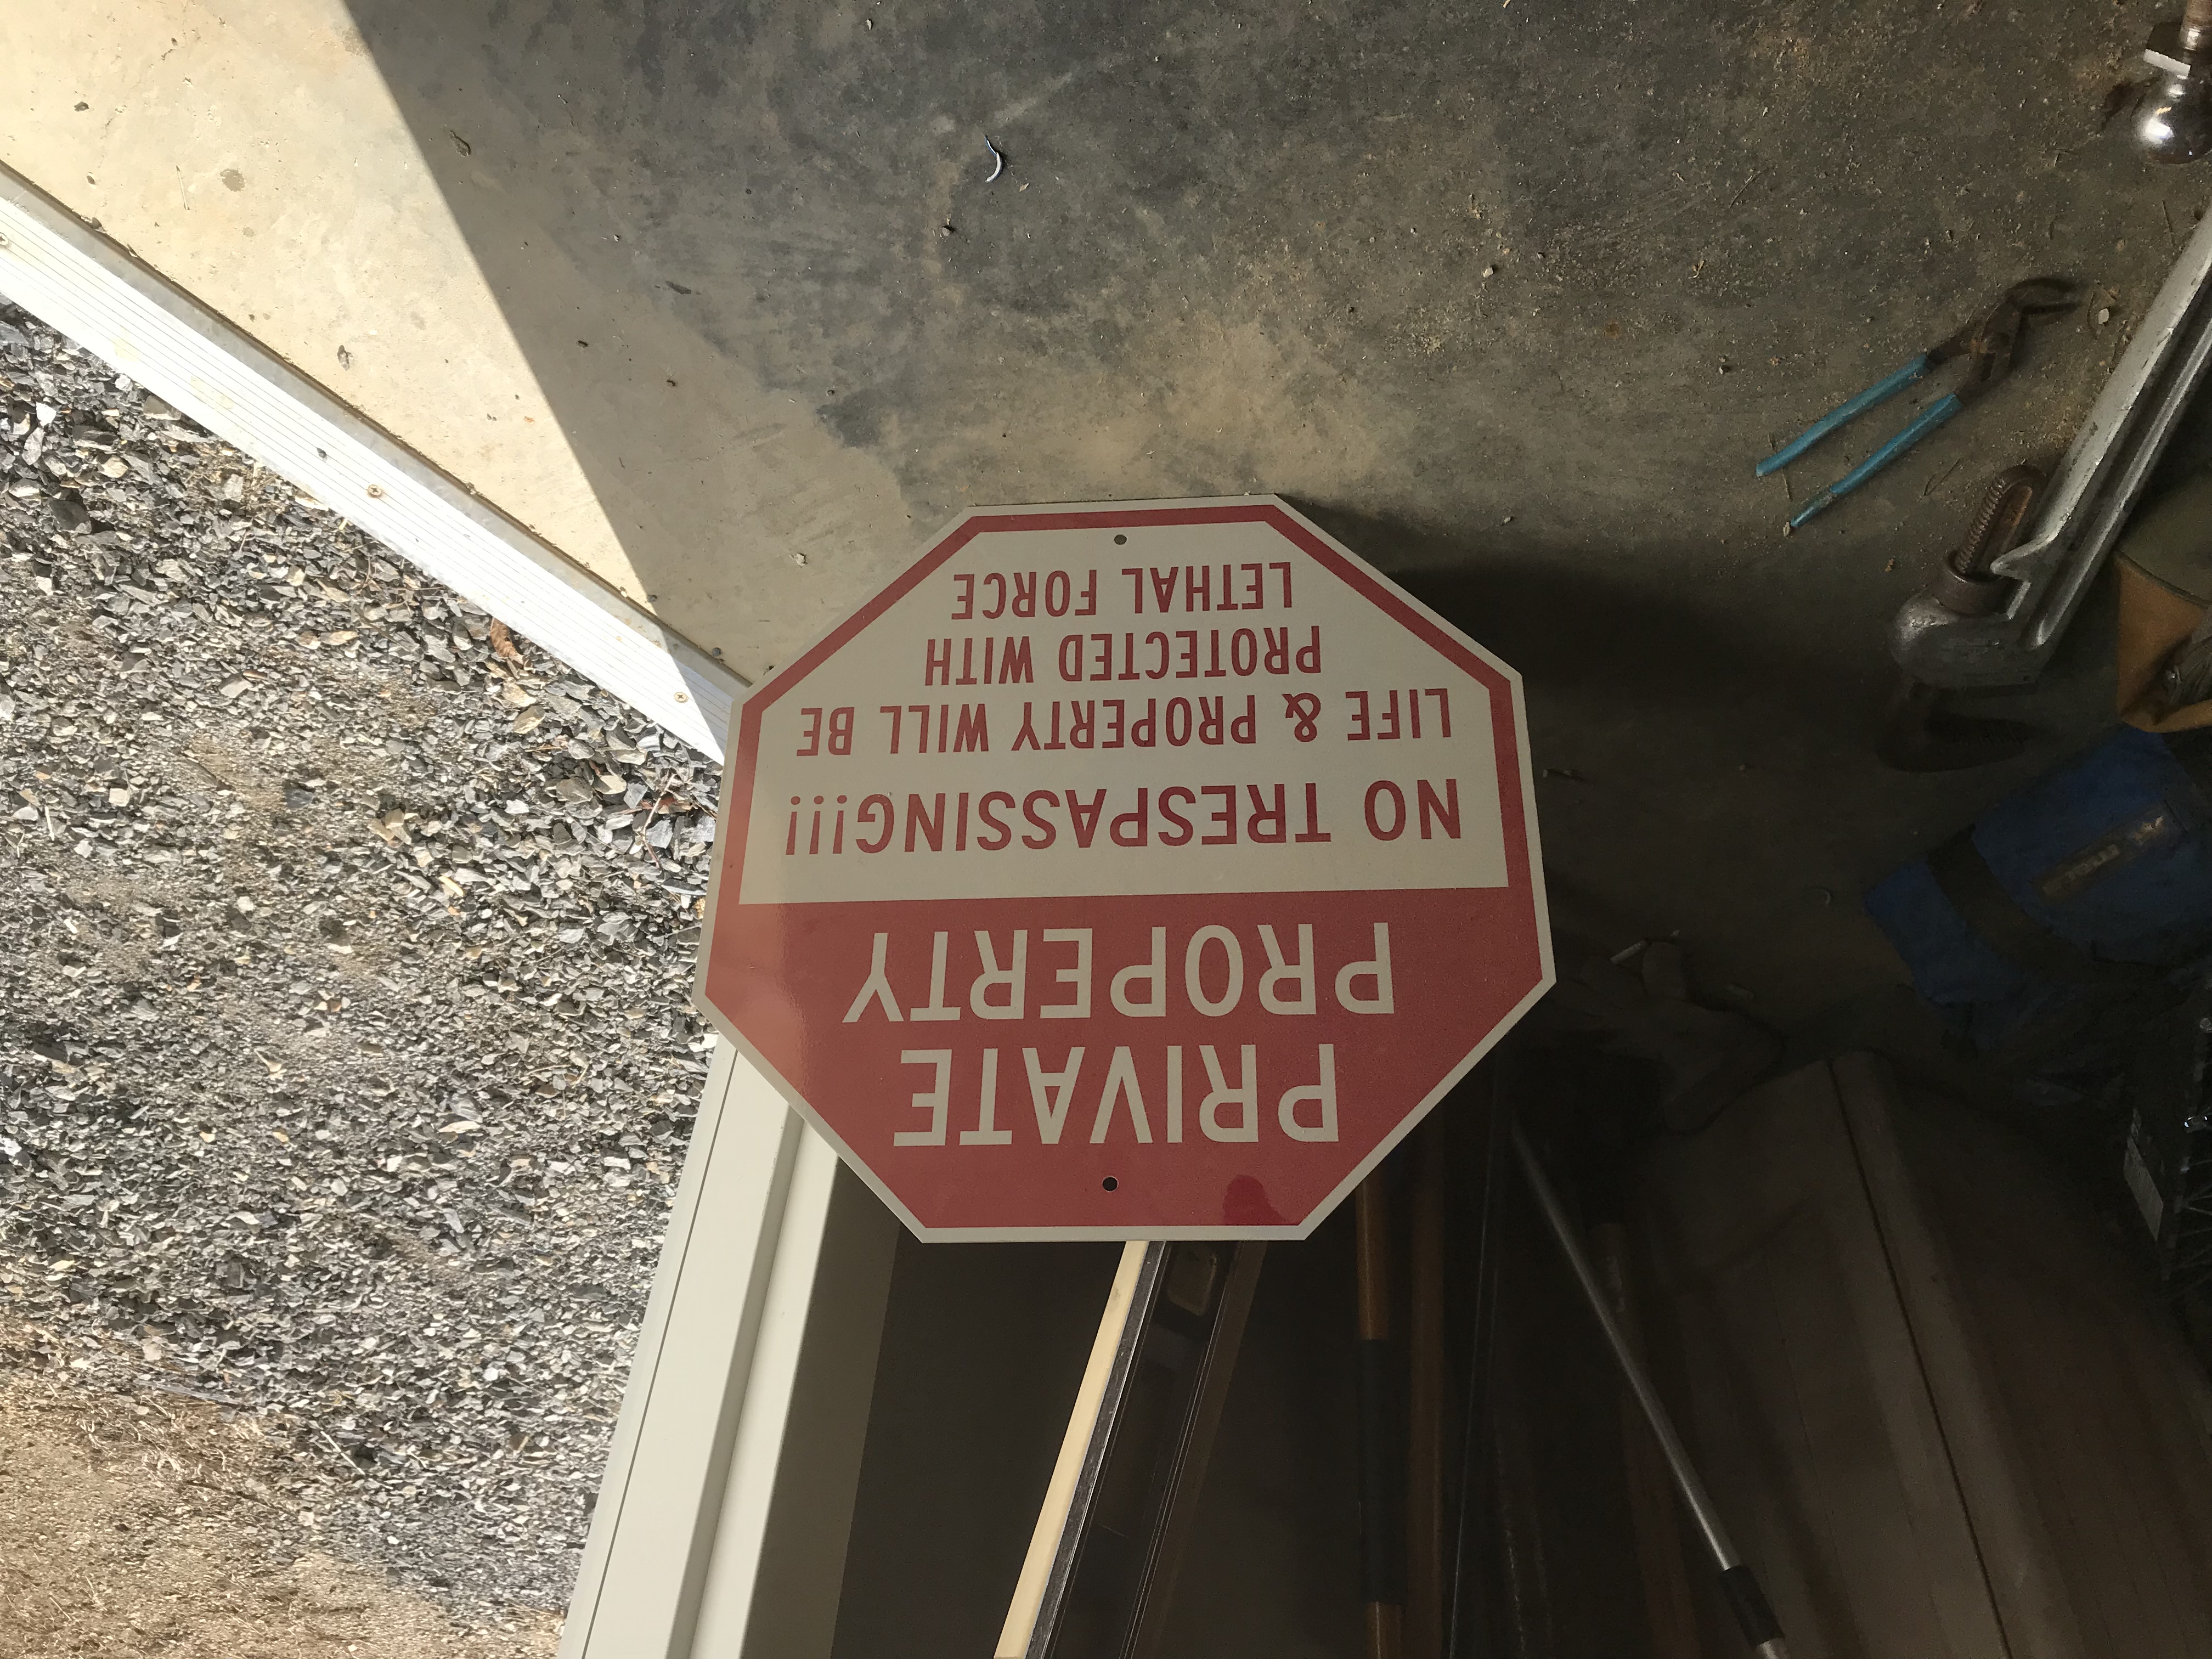 PRIVATE
PROPERTY
NO TRESPASSING!!!
LIFE & PROPERTY WILL BE
PROTECTED WITH
LETHAL FORCE